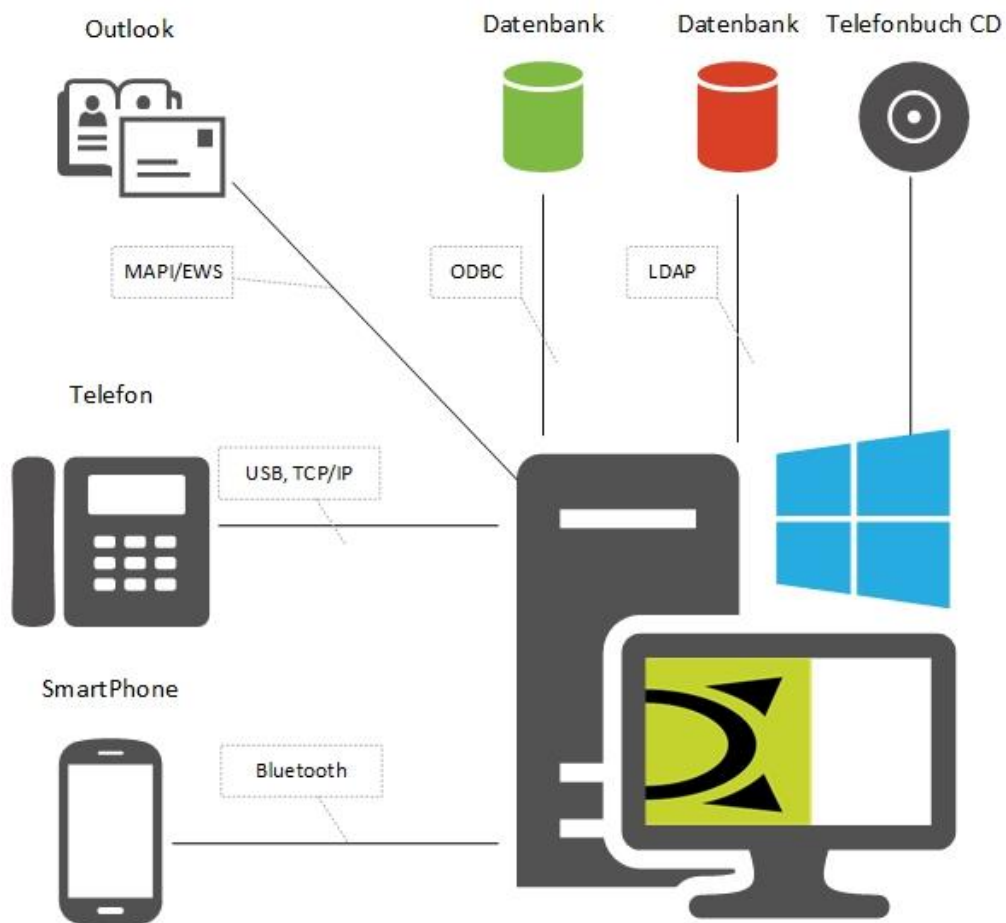 Outlook
Datenbank
Datenbank
Telefonbuch CD
MAPI/EWS
ODBC
LDAP
Telefon
USB, TCP/IP
SmartPhone
Bluetooth